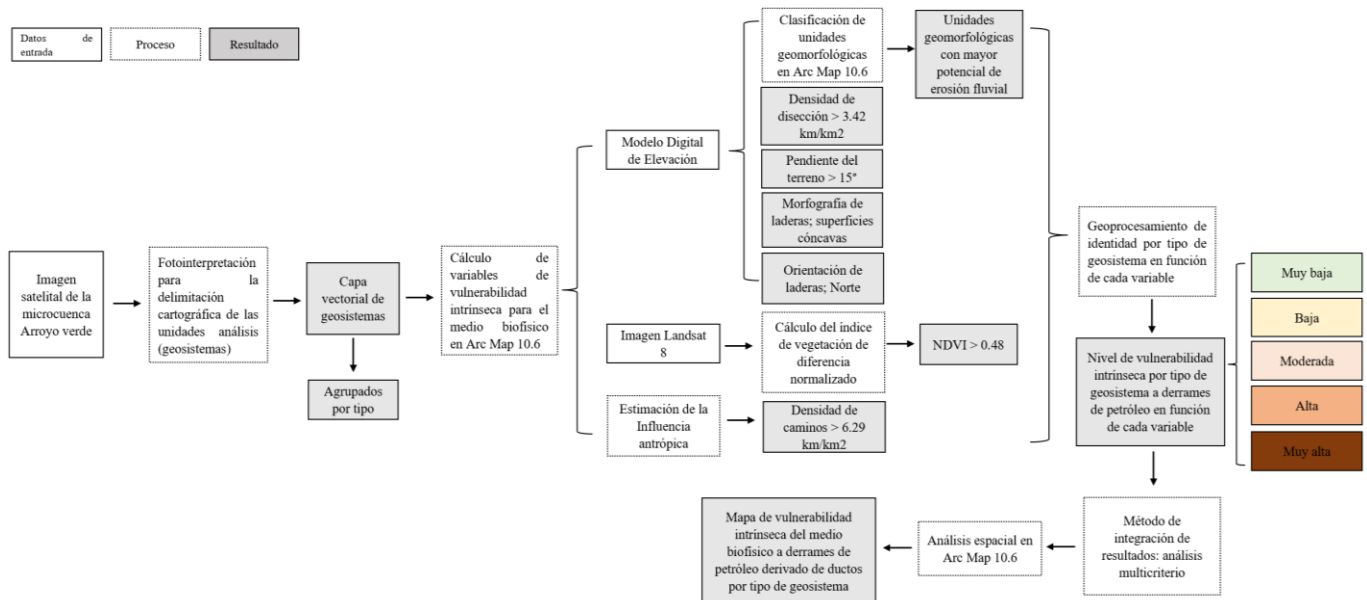 Datos de
entrada
Proceso
Resultado
Imagen
satelital de la
microcuenca
Arroyo verde
Fotointerpretación
para la
delimitación
cartográfica de las
unidades análisis
(geosistemas)
Capa
vectorial de
geosistemas
Agrupados
por tipo
Cálculo de
variables de
vulnerabilidad
intrínseca para el
medio biofísico
en Arc Map 10.6
Modelo Digital
de Elevación
Clasificación de
unidades
geomorfológicas
en Arc Map 10.6
Unidades
geomorfológicas
con mayor
potencial de
erosión fluvial
Densidad de
disección > 3.42
km/km2
Pendiente del
terreno > 15°
Morfografía de
laderas; superficies
cóncavas
Orientación de
laderas; Norte
Imagen Landsat
8
Cálculo del índice
de vegetación de
diferencia
normalizado
NDVI > 0.48
Estimación de la
Influencia
antrópica
Densidad de
caminos > 6.29
km/km2
Geoprocesamiento de
identidad por tipo de
geosistema en función
de cada variable
Nivel de vulnerabilidad
intrínseca por tipo de
geosistema a derrames
de petróleo en función
de cada variable
Muy baja
Baja
Moderada
Alta
Muy alta
Método de
integración de
resultados: análisis
multicriterio
Análisis espacial en
Arc Map 10.6
Mapa de vulnerabilidad
intrínseca del medio
biofísico a derrames de
petróleo derivado de ductos
por tipo de geosistema